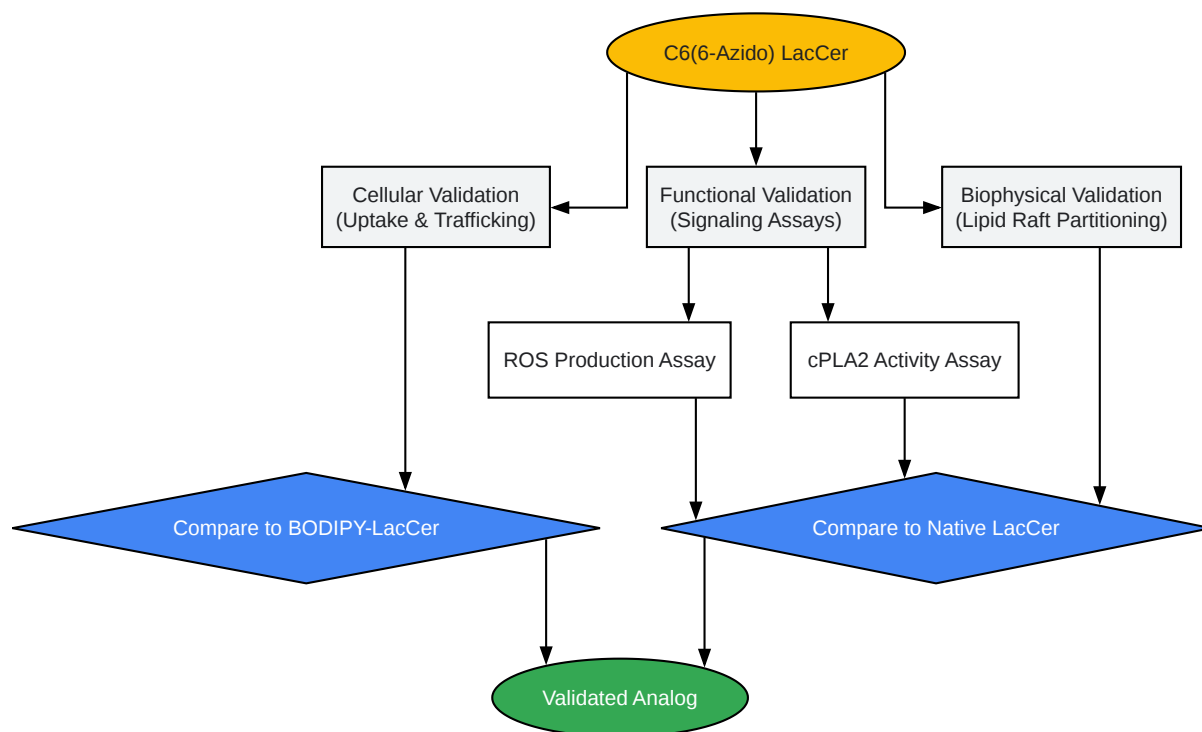 C6(6-Azido) LacCer
Cellular Validation
(Uptake & Trafficking)
Functional Validation
(Signaling Assays)
Biophysical Validation
(Lipid Raft Partitioning)
ROS Production Assay
cPLA2 Activity Assay
Compare to BODIPY-LacCer
Compare to Native LacCer
Validated Analog